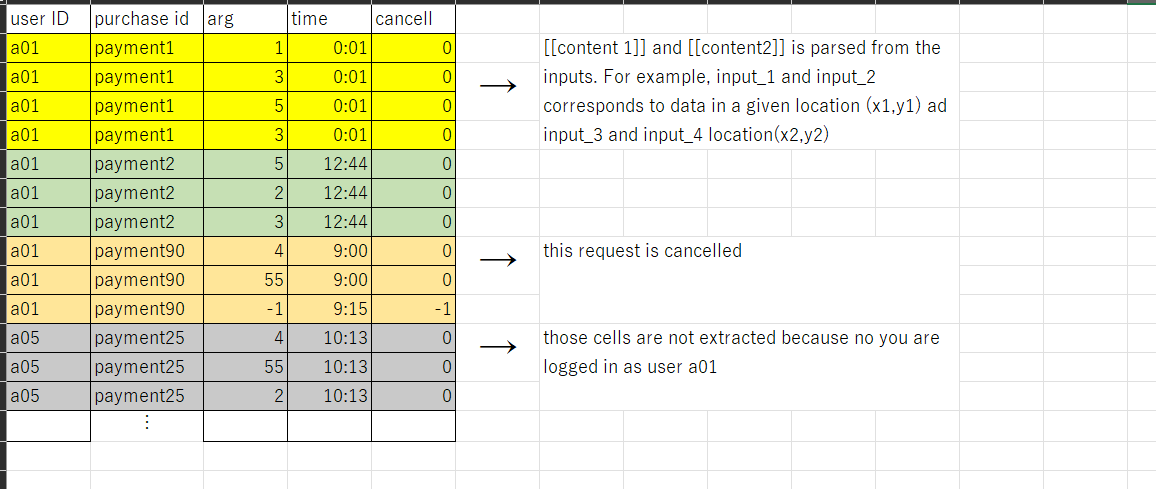 user ID purchase id arg time cancell
a01 payment1 1 0:01 0 → [[content 1]] and [[content2]] is parsed from the
a01 payment1 3 0:01 0 inputs. For example, input_1 and input_2
a01 payment1 5 0:01 0 corresponds to data in a given location (x1,y1) ad
a01 payment1 3 0:01 0 input_3 and input_4 location(x2,y2)
a01 payment2 5 12:44 0
a01 payment2 2 12:44 0
a01 payment2 3 12:44 0
a01 payment90 4 9:00 0 → this request is cancelled
a01 payment90 55 9:00 0
a01 payment90 -1 9:15 -1
a05 payment25 4 10:13 0 → those cells are not extracted because no you are
a05 payment25 55 10:13 0 logged in as user a01
a05 payment25 2 10:13 0
⋮